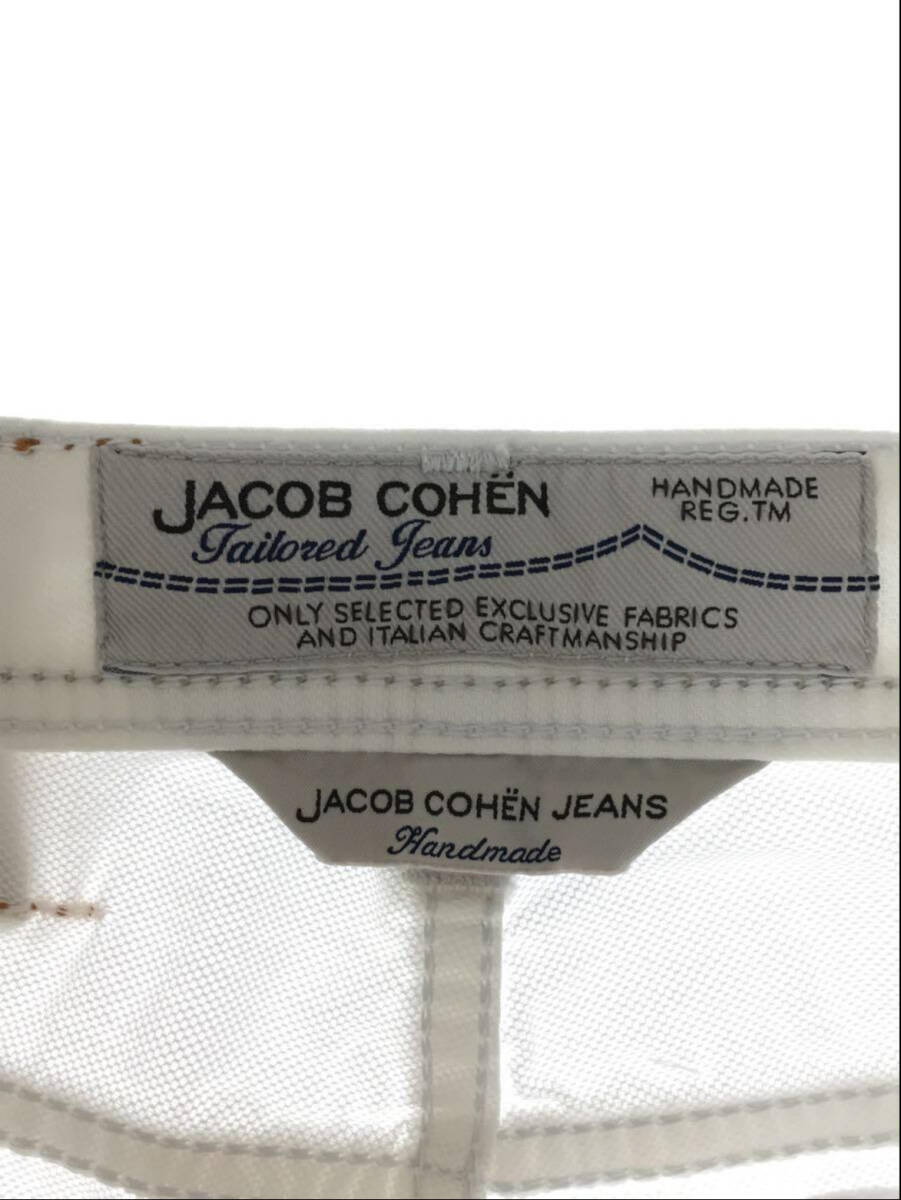 JACOB COHËN
Tailored Jeans
HANDMADE
REG.TM
ONLY SELECTED EXCLUSIVE FABRICS
AND ITALIAN CRAFTMANSHIP
JACOB COHËN JEANS
Handmade